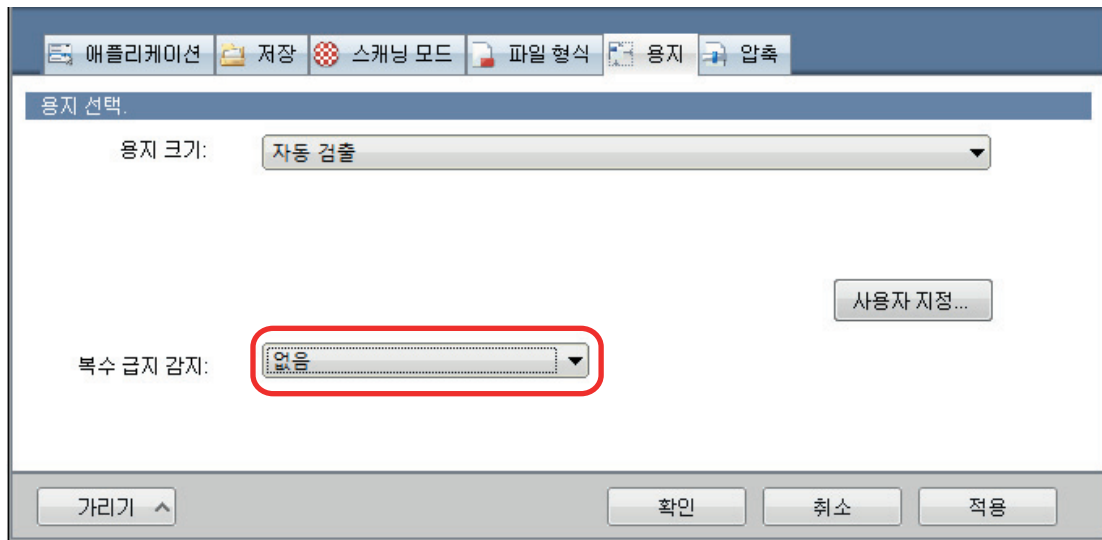 애플리케이션 저장 스캐닝 모드 파일 형식 용지 압축
용지 선택.
용지 크기: 자동 검출
사용자 지정...
복수 급지 감지: 없음
가리기 확인 취소 적용